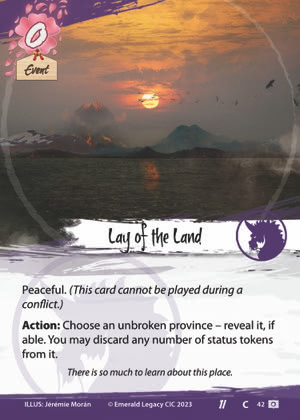 0
Event
Lay of the Land
Peaceful. (This card cannot be played during a
conflict.)
Action: Choose an unbroken province – reveal it, if
able. You may discard any number of status tokens
from it.
There is so much to learn about this place.
ILLUS: Jérémie Morán © Emerald Legacy CIC 2023 C 42